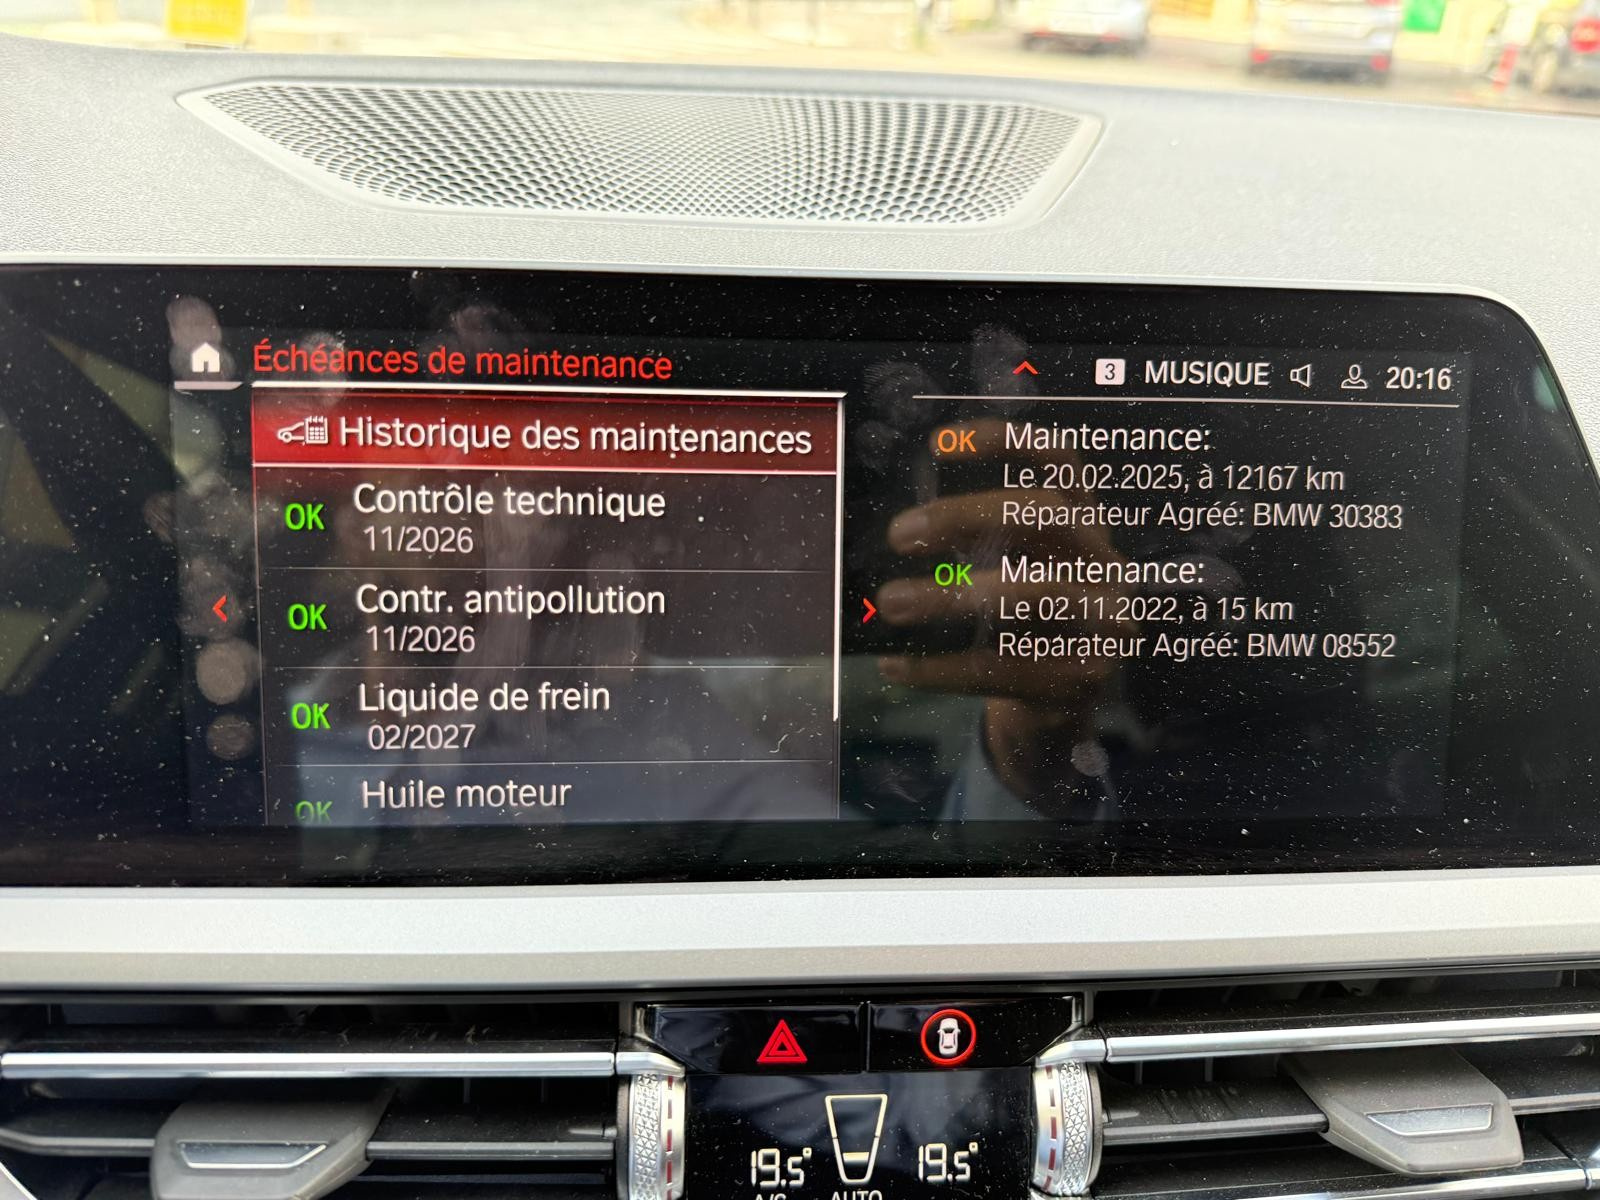 Échéances de maintenance
3 MUSIQUE 20:16
Historique des maintenances
OK Contrôle technique
11/2026
OK Contr. antipollution
11/2026
OK Liquide de frein
02/2027
OK Huile moteur
OK Maintenance:
Le 20.02.2025, à 12167 km
Réparateur Agréé: BMW 30383
OK Maintenance:
Le 02.11.2022, à 15 km
Réparateur Agréé: BMW 08552
19.5° 19.5°
A/C AUTO